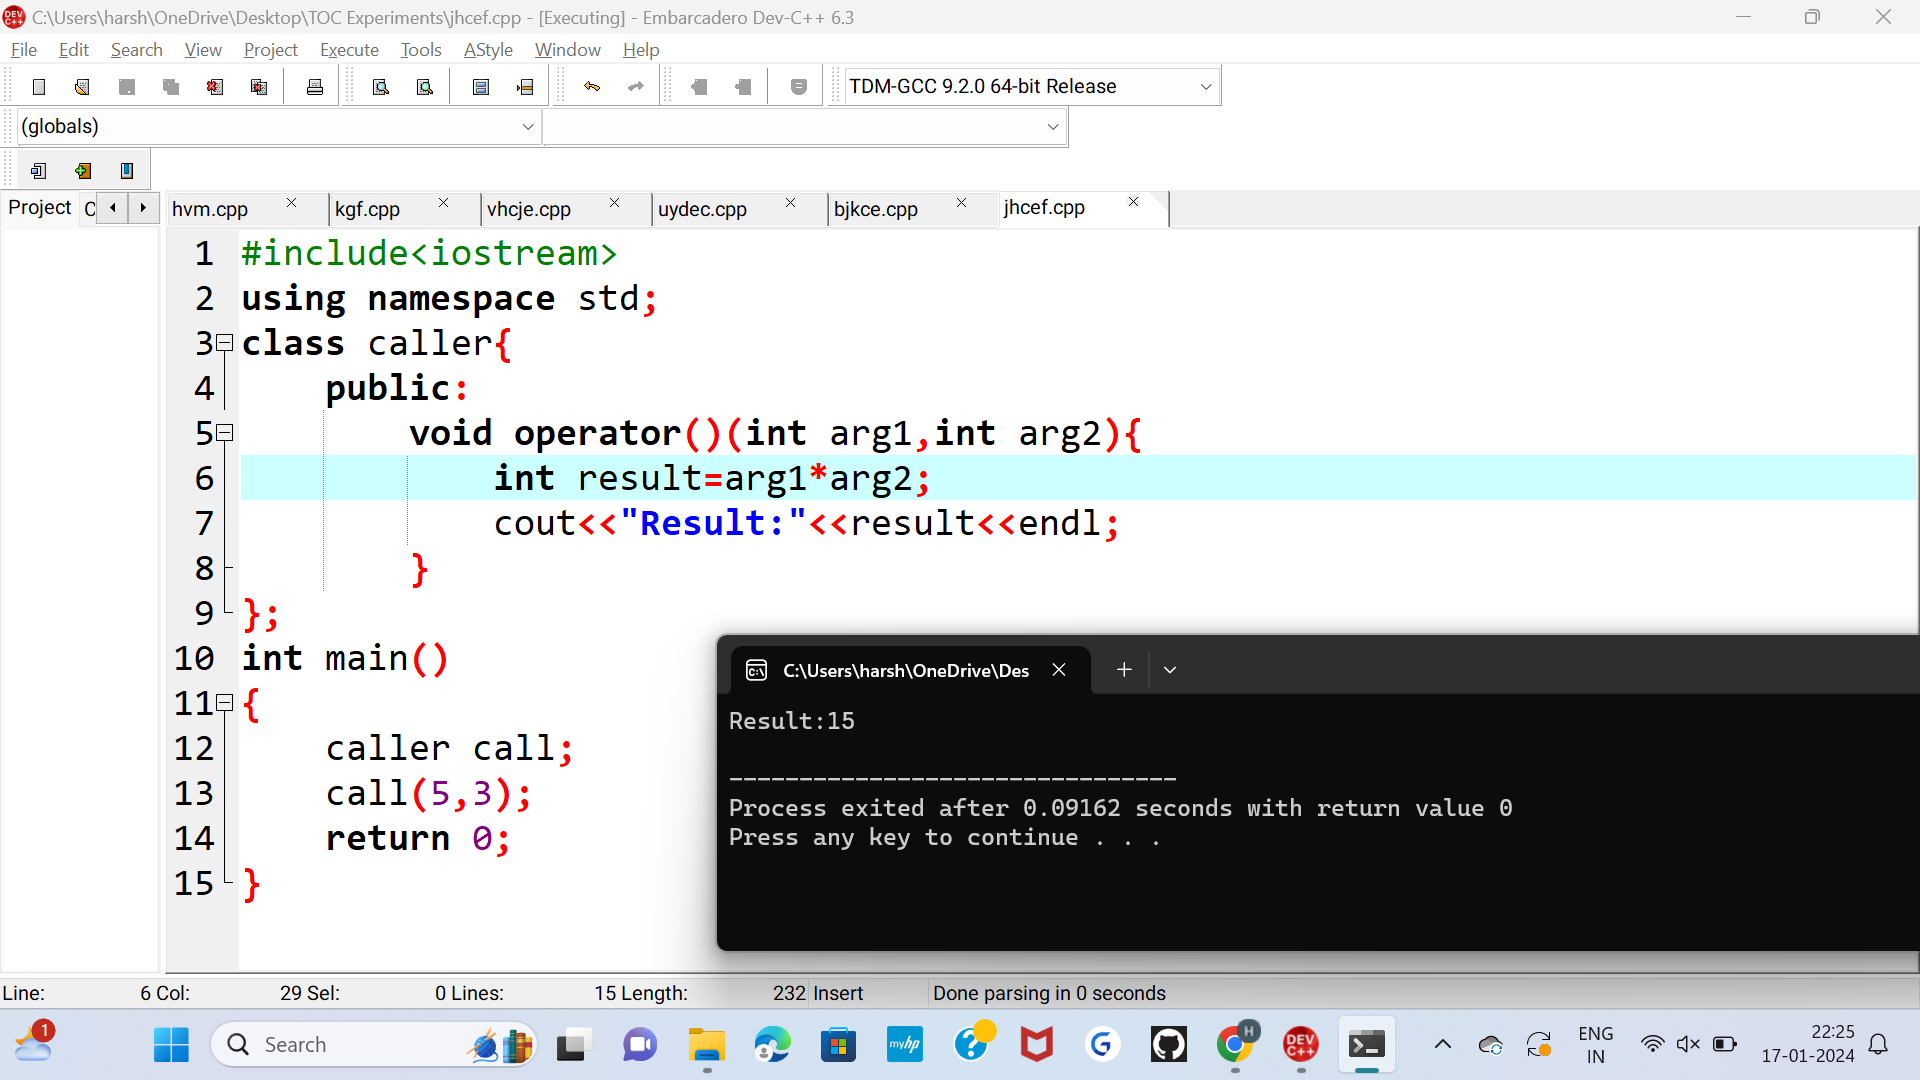 C:\Users\harsh\OneDrive\Desktop\TOC Experiments\jhcef.cpp - [Executing] - Embarcadero Dev-C++ 6.3
File Edit Search View Project Execute Tools AStyle Window Help
TDM-GCC 9.2.0 64-bit Release
(globals)
Project C hvm.cpp kgf.cpp vhcje.cpp uydec.cpp bjkce.cpp jhcef.cpp
1 #include<iostream>
2 using namespace std;
3 class caller{
4 public:
5 void operator()(int arg1,int arg2){
6 int result=arg1*arg2;
7 cout<<"Result:"<<result<<endl;
8 }
9 };
10 int main()
11 {
12 caller call;
13 call(5,3);
14 return 0;
15 }
C:\Users\harsh\OneDrive\Des
Result:15
--------------------------------
Process exited after 0.09162 seconds with return value 0
Press any key to continue . . .
Line: 6 Col: 29 Sel: 0 Lines: 15 Length: 232 Insert Done parsing in 0 seconds
1 Search myhp H DEV C++ ENG IN 22:25 17-01-2024